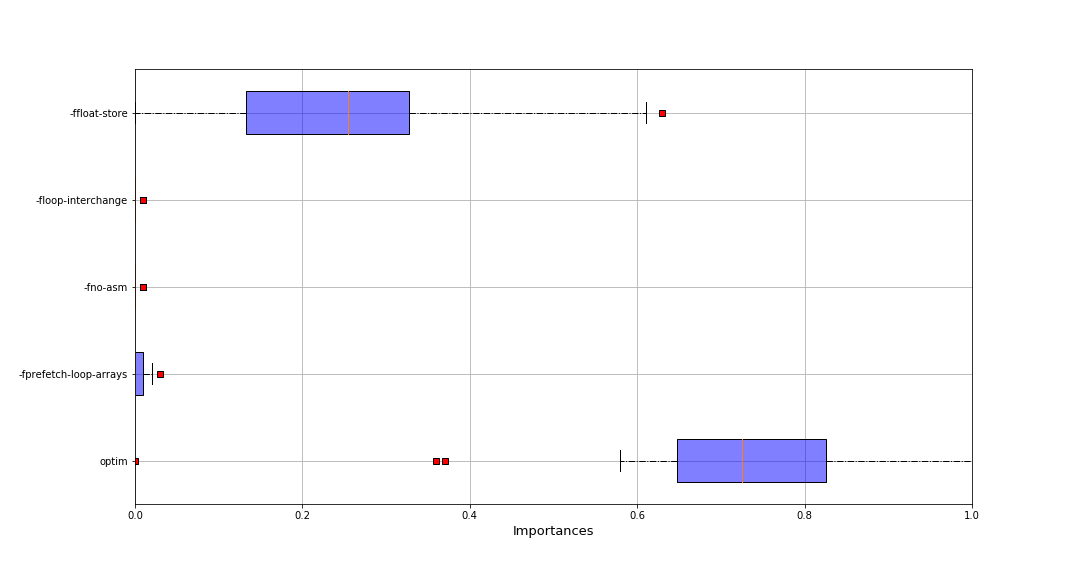 -ffloat-store
-floop-interchange
-fno-asm
-fprefetch-loop-arrays
optim
0.0 0.2 0.4 0.6 0.8 1.0
Importances